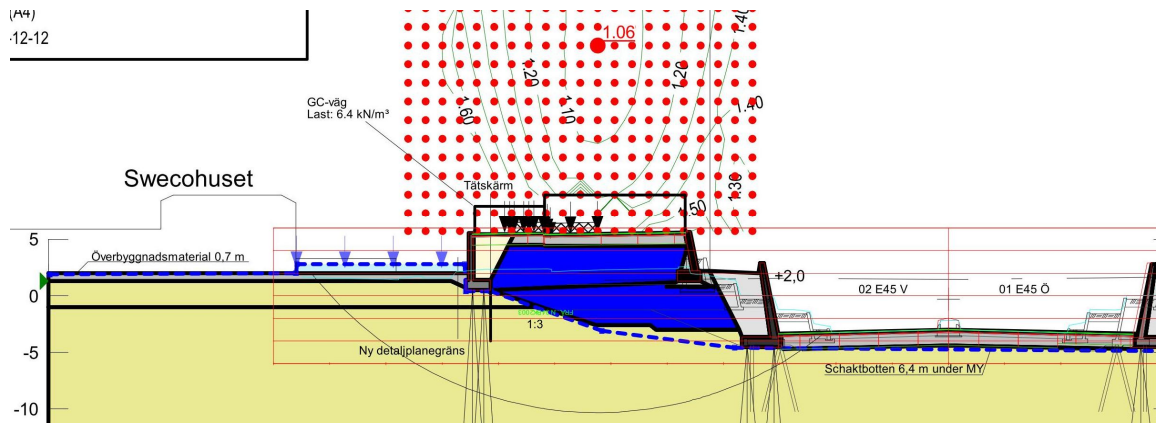 (A4)
-12-12
1.06
1.40
1.20
1.20
1.60
1.10
1.40
GC-väg
Last: 6.4 kN/m³
1.30
Swecohuset
Tätskärm
1.50
5
Överbyggnadsmaterial 0,7 m
+2,0
02 E45 V
01 E45 Ö
0
1:3
Ny detaljplanegräns
-5
Schaktbotten 6,4 m under MY
-10